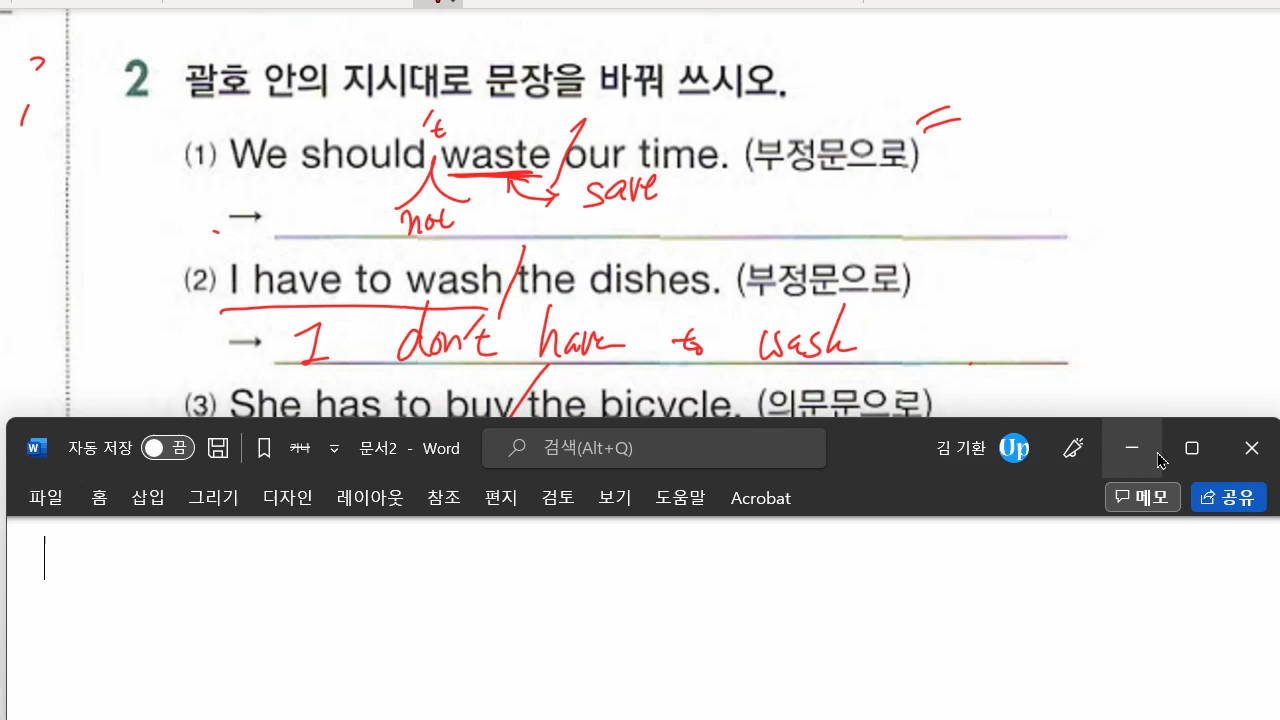 2 괄호 안의 지시대로 문장을 바꿔 쓰시오.
't
(1) We should waste our time. (부정문으로)
not save
→
(2) I have to wash the dishes. (부정문으로)
→ I don't have to wash
(3) She has to buy the bicycle. (의문문으로)
자동 저장 끔 가나 문서2 - Word 검색(Alt+Q) 김 기환 Up
파일 홈 삽입 그리기 디자인 레이아웃 참조 편지 검토 보기 도움말 Acrobat 메모 공유